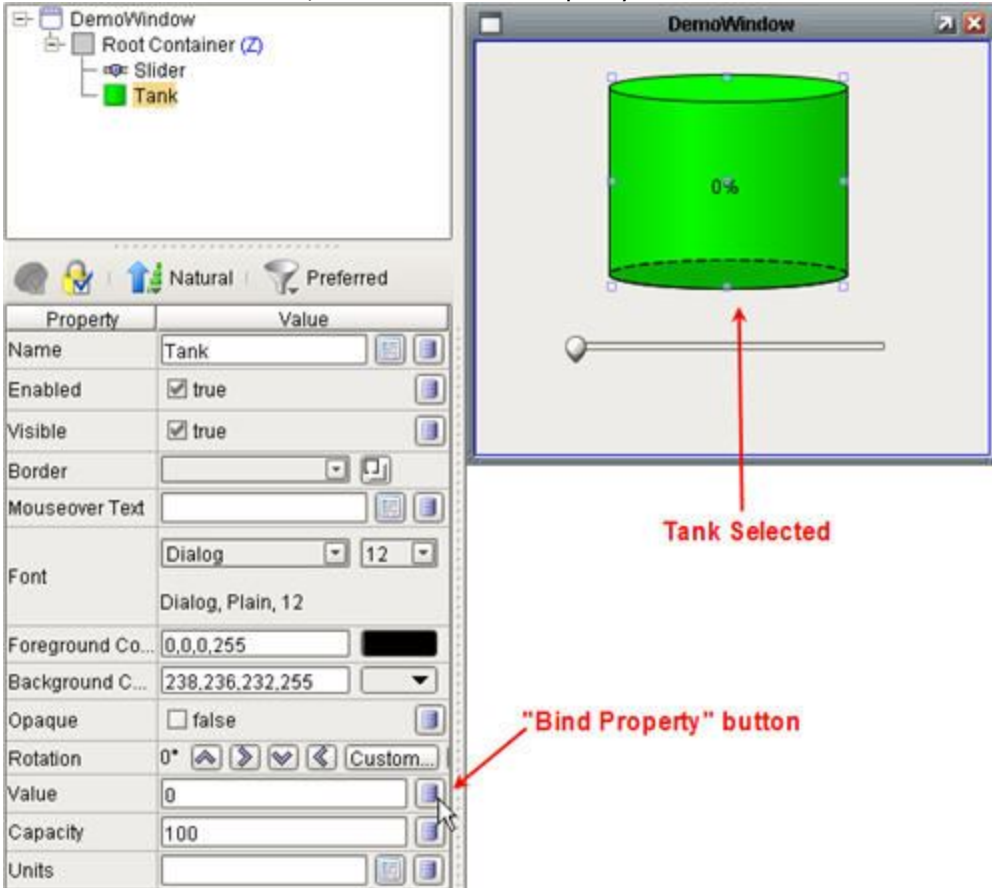 DemoWindow
Root Container (Z)
Slider
Tank
Natural
Preferred
Property Value
Name Tank
Enabled true
Visible true
Border
Mouseover Text
Font Dialog 12
Dialog, Plain, 12
Foreground Co... 0,0,0,255
Background C... 238,236,232,255
Opaque false
Rotation 0° Custom...
Value 0
Capacity 100
Units
DemoWindow
0%
Tank Selected
"Bind Property" button